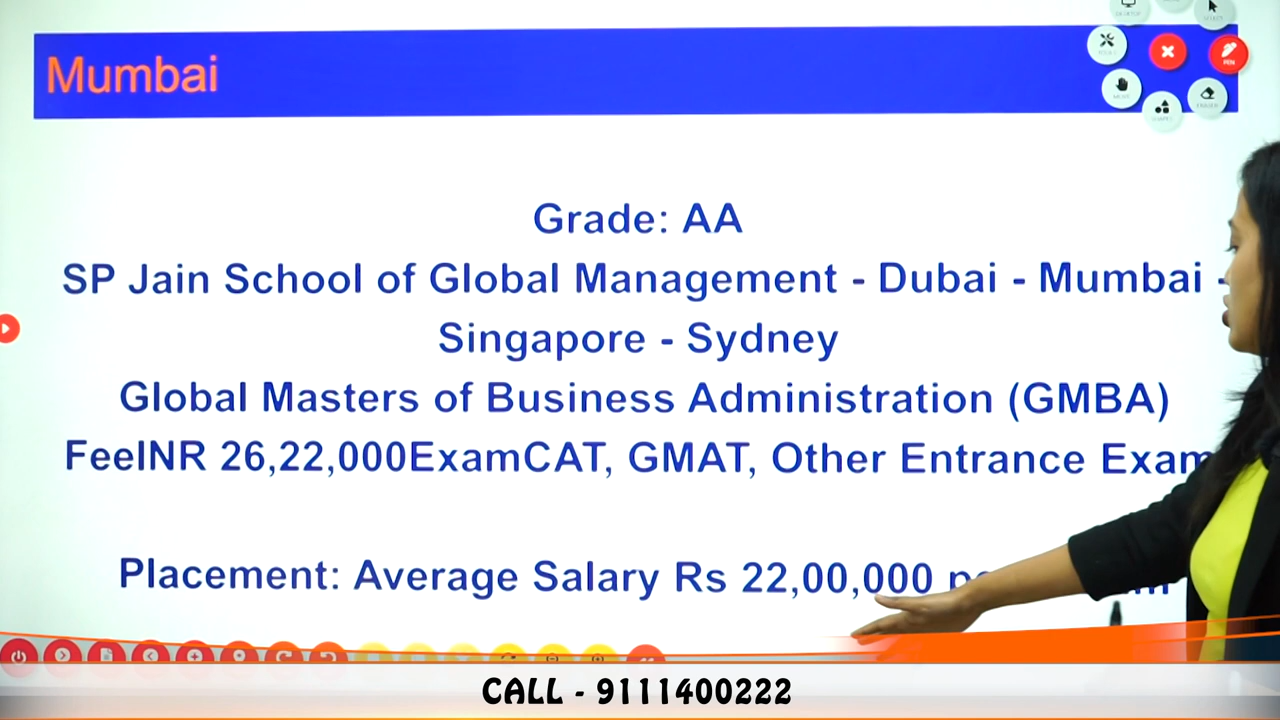 Mumbai
PEN
Grade: AA
SP Jain School of Global Management - Dubai - Mumbai -
Singapore - Sydney
Global Masters of Business Administration (GMBA)
FeeINR 26,22,000ExamCAT, GMAT, Other Entrance Exam
Placement: Average Salary Rs 22,00,000
CALL - 9111400222